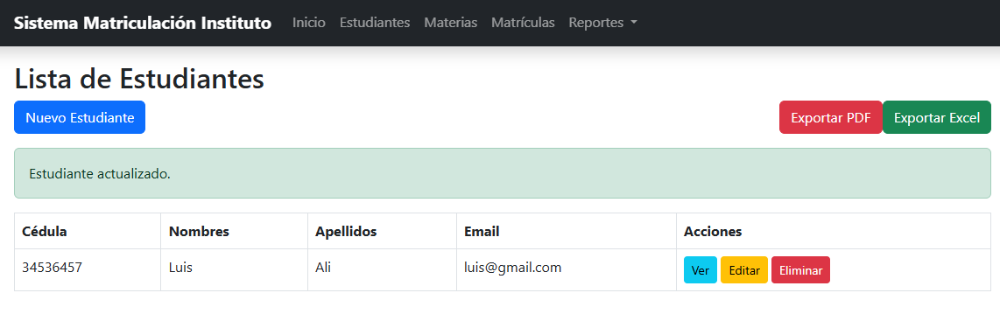 Sistema Matriculación Instituto Inicio Estudiantes Materias Matrículas Reportes
Lista de Estudiantes
Nuevo Estudiante Exportar PDF Exportar Excel
Estudiante actualizado.
Cédula Nombres Apellidos Email Acciones
34536457 Luis Ali luis@gmail.com Ver Editar Eliminar